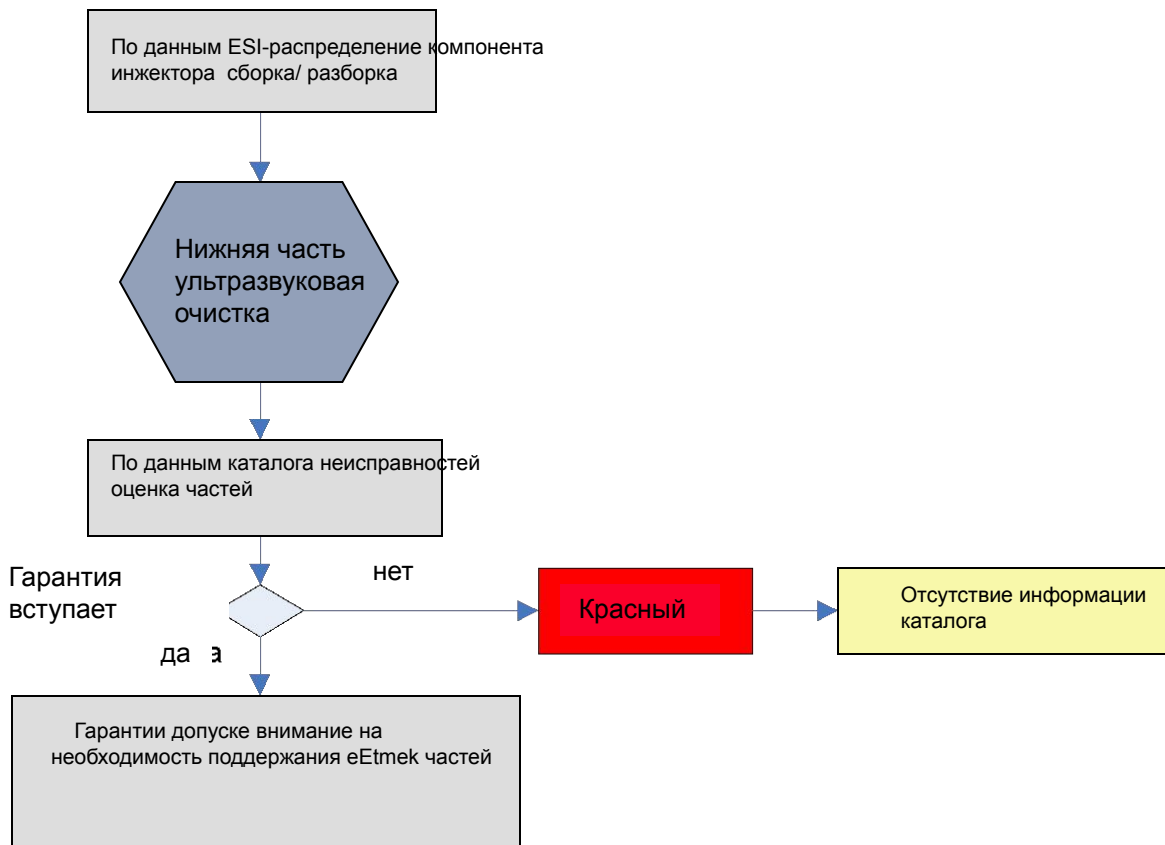 По данным ESI-распределение компонента
инжектора сборка/ разборка
Нижняя часть
ультразвуковая
очистка
По данным каталога неисправностей
оценка частей
Гарантия
вступает
нет
Красный
Отсутствие информации
каталога
да а
Гарантии допуске внимание на
необходимость поддержания eEtmek частей